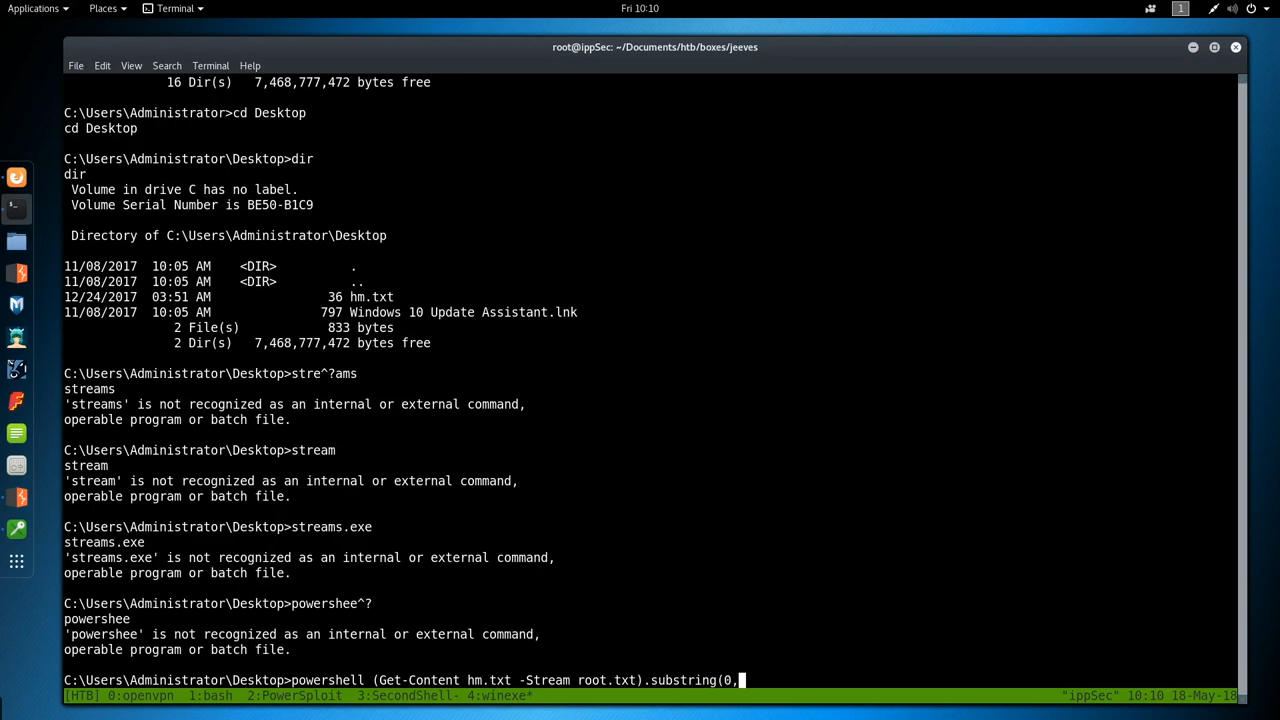 Applications
Places
Terminal
Fri 10:10
1
root@ippSec: ~/Documents/htb/boxes/jeeves
File Edit View Search Terminal Help
16 Dir(s)   7,468,777,472 bytes free
C:\Users\Administrator>cd Desktop
cd Desktop
C:\Users\Administrator\Desktop>dir
dir
Volume in drive C has no label.
Volume Serial Number is BE50-B1C9
Directory of C:\Users\Administrator\Desktop
11/08/2017  10:05 AM    <DIR>          .
11/08/2017  10:05 AM    <DIR>          ..
12/24/2017  03:51 AM                36 hm.txt
11/08/2017  10:05 AM               797 Windows 10 Update Assistant.lnk
2 File(s)            833 bytes
2 Dir(s)   7,468,777,472 bytes free
C:\Users\Administrator\Desktop>stre^?ams
streams
'streams' is not recognized as an internal or external command,
operable program or batch file.
C:\Users\Administrator\Desktop>stream
stream
'stream' is not recognized as an internal or external command,
operable program or batch file.
C:\Users\Administrator\Desktop>streams.exe
streams.exe
'streams.exe' is not recognized as an internal or external command,
operable program or batch file.
C:\Users\Administrator\Desktop>powershee^?
powershee
'powershee' is not recognized as an internal or external command,
operable program or batch file.
C:\Users\Administrator\Desktop>powershell (Get-Content hm.txt -Stream root.txt).substring(0,
[HTB] 0:openvpn  1:bash  2:PowerSploit  3:SecondShell- 4:winexe*
"ippSec" 10:10 18-May-18